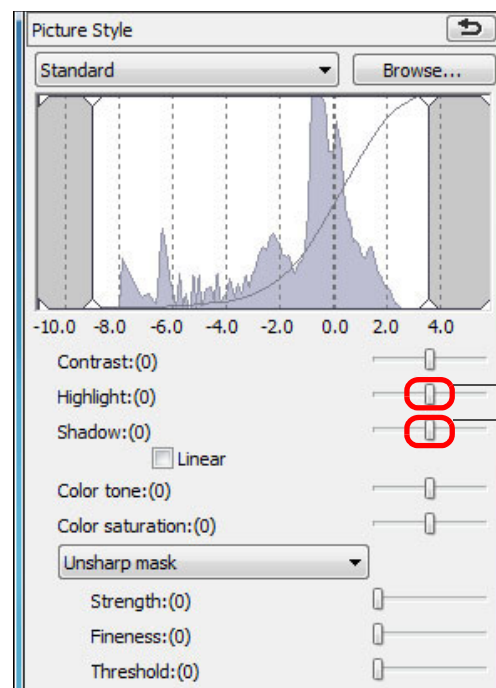 Picture Style
Standard
Browse...
-10.0 -8.0 -6.0 -4.0 -2.0 0.0 2.0 4.0
Contrast:(0)
Highlight:(0)
Shadow:(0)
Linear
Color tone:(0)
Color saturation:(0)
Unsharp mask
Strength:(0)
Fineness:(0)
Threshold:(0)